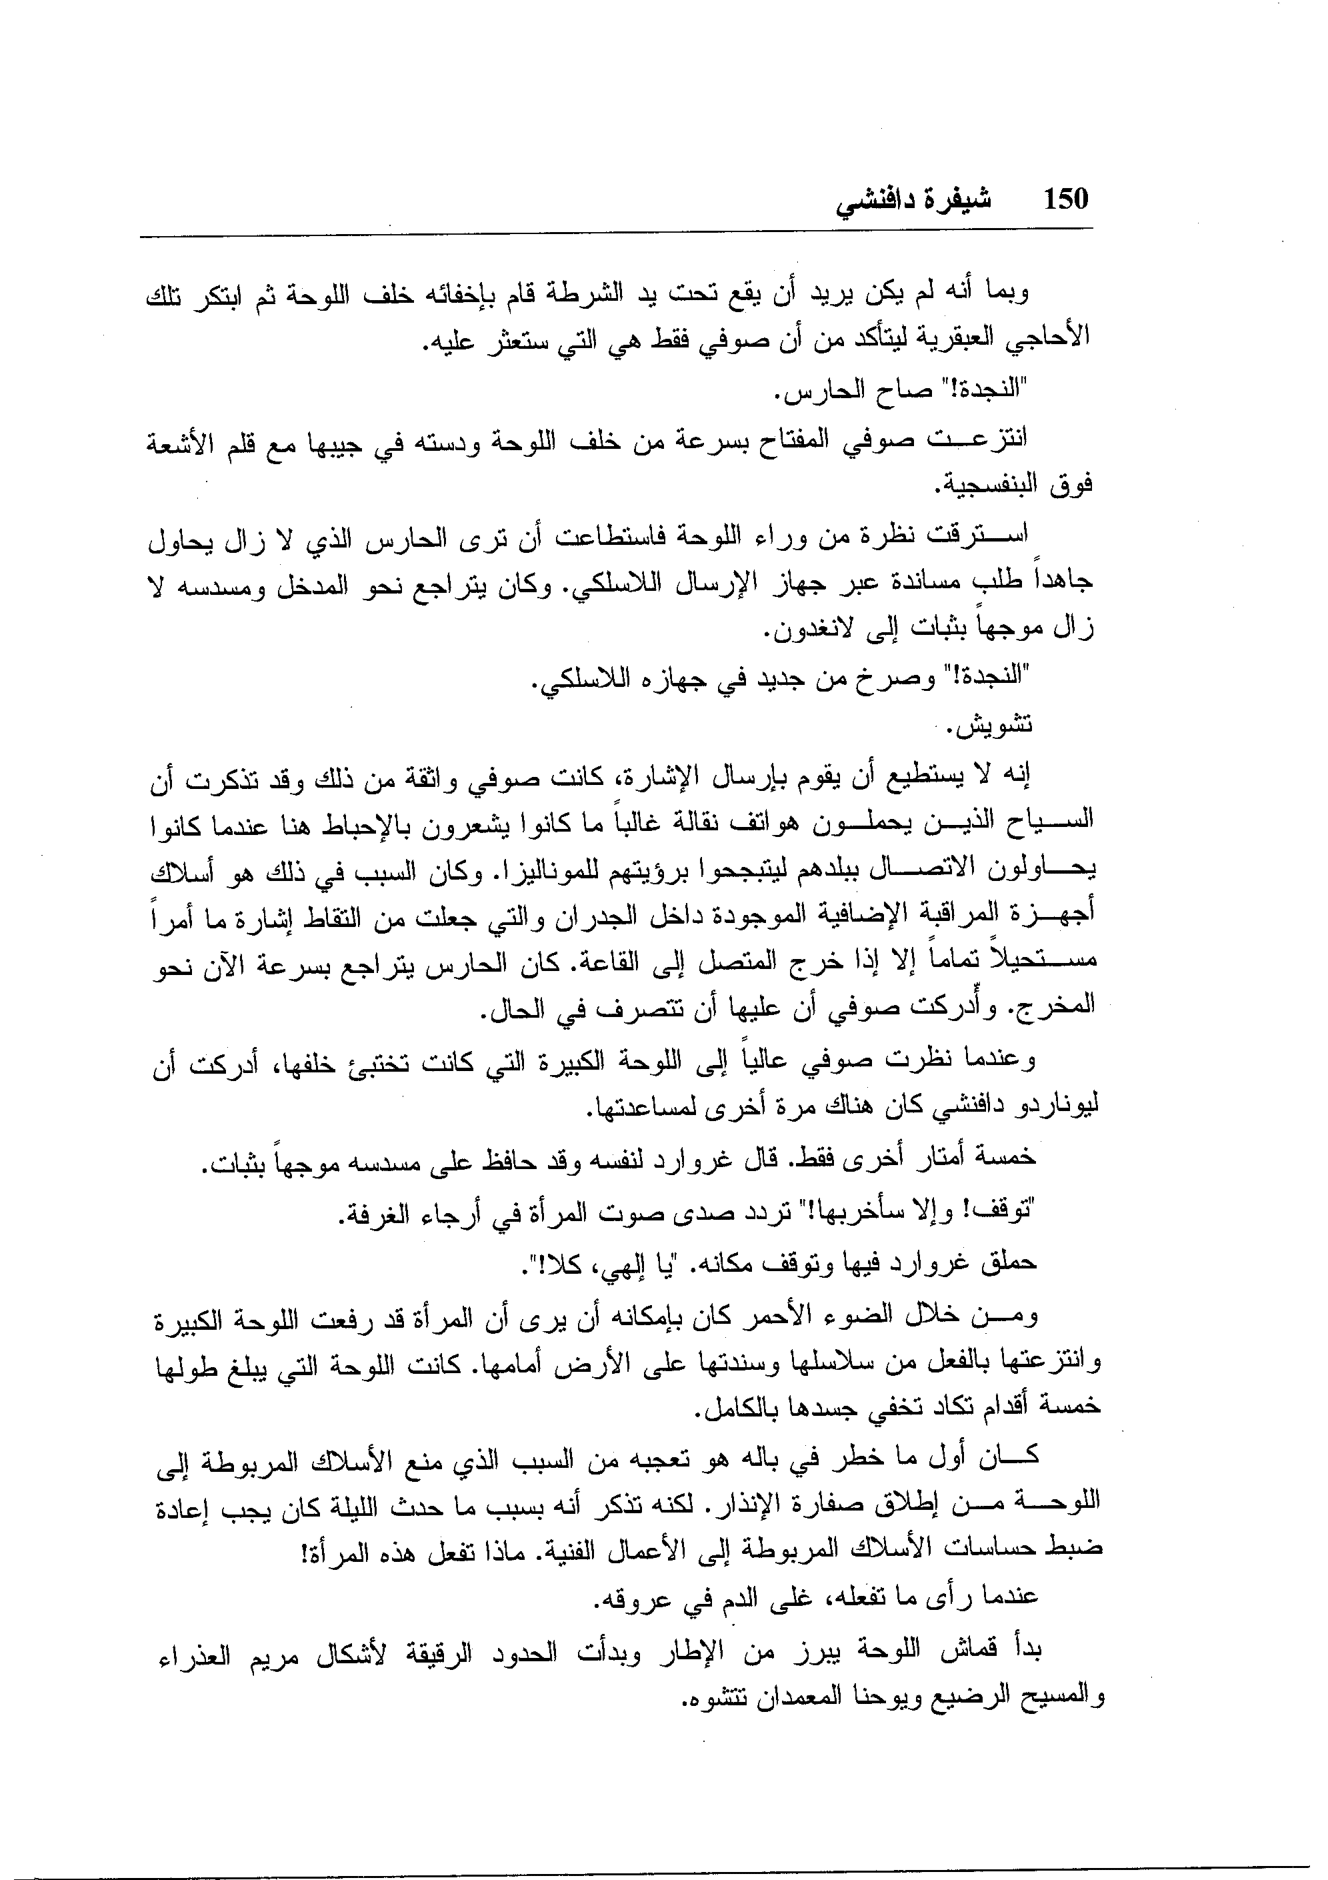 150 شيفرة دافنشي
وبما أنه لم يكن يريد أن يقع تحت يد الشرطة قام بإخفائه خلف اللوحة ثم ابتكر تلك
الأحاجي العبقرية ليتأكد من أن صوفي فقط هي التي ستعثر عليه.
"النجدة!" صاح الحارس.
انتزعت صوفي المفتاح بسرعة من خلف اللوحة ودسته في جيبها مع قلم الأشعة
فوق البنفسجية.
استرقت نظرة من وراء اللوحة فاستطاعت أن ترى الحارس الذي لا زال يحاول
جاهداً طلب مساندة عبر جهاز الإرسال اللاسلكي. وكان يتراجع نحو المدخل ومسدسه لا
زال موجهاً بثبات إلى لانغدون.
"النجدة!" وصرخ من جديد في جهازه اللاسلكي.
تشويش.
إنه لا يستطيع أن يقوم بإرسال الإشارة، كانت صوفي واثقة من ذلك وقد تذكرت أن
السياح الذين يحملون هواتف نقالة غالباً ما كانوا يشعرون بالإحباط هنا عندما كانوا
يحاولون الاتصال ببلدهم ليتبجحوا برؤيتهم للموناليزا. وكان السبب في ذلك هو أسلاك
أجهزة المراقبة الإضافية الموجودة داخل الجدران والتي جعلت من التقاط إشارة ما أمراً
مستحيلاً تماماً إلا إذا خرج المتصل إلى القاعة. كان الحارس يتراجع بسرعة الآن نحو
المخرج. وأدركت صوفي أن عليها أن تتصرف في الحال.
وعندما نظرت صوفي عالياً إلى اللوحة الكبيرة التي كانت تختبئ خلفها، أدركت أن
ليوناردو دافنشي كان هناك مرة أخرى لمساعدتها.
خمسة أمتار أخرى فقط. قال غروارد لنفسه وقد حافظ على مسدسه موجهاً بثبات.
"توقف! وإلا سأخربها!" تردد صدى صوت المرأة في أرجاء الغرفة.
حملق غروارد فيها وتوقف مكانه. "يا إلهي، كلا!".
ومن خلال الضوء الأحمر كان بإمكانه أن يرى أن المرأة قد رفعت اللوحة الكبيرة
وانتزعتها بالفعل من سلاسلها وسندتها على الأرض أمامها. كانت اللوحة التي يبلغ طولها
خمسة أقدام تكاد تخفي جسدها بالكامل.
كان أول ما خطر في باله هو تعجبه من السبب الذي منع الأسلاك المربوطة إلى
اللوحة من إطلاق صفارة الإنذار. لكنه تذكر أنه بسبب ما حدث الليلة كان يجب إعادة
ضبط حساسات الأسلاك المربوطة إلى الأعمال الفنية. ماذا تفعل هذه المرأة!
عندما رأى ما تفعله، غلى الدم في عروقه.
بدأ قماش اللوحة يبرز من الإطار وبدأت الحدود الرقيقة لأشكال مريم العذراء
والمسيح الرضيع ويوحنا المعمدان تتشوه.